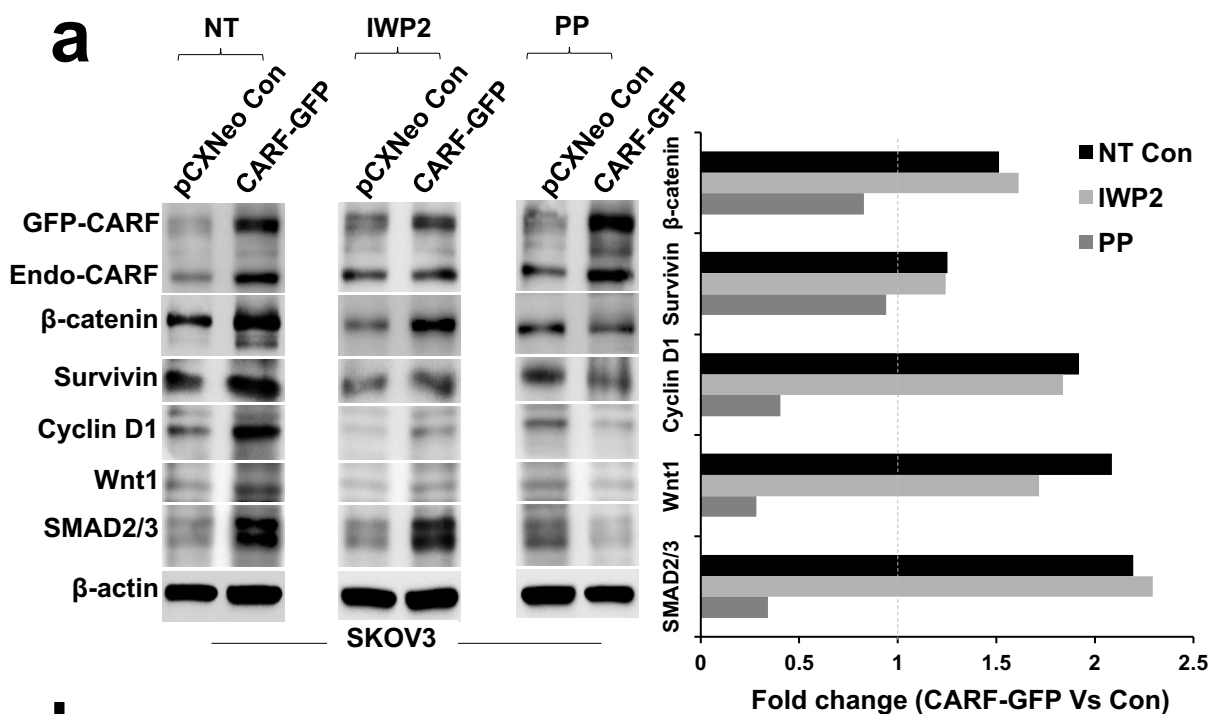 a
NT IWP2 PP
pCXNeo Con CARF-GFP pCXNeo Con CARF-GFP pCXNeo Con CARF-GFP
GFP-CARF
Endo-CARF
β-catenin
Survivin
Cyclin D1
Wnt1
SMAD2/3
β-actin
SKOV3
NT Con
IWP2
PP
β-catenin
Survivin
Cyclin D1
Wnt1
SMAD2/3
0 0.5 1 1.5 2 2.5
Fold change (CARF-GFP Vs Con)